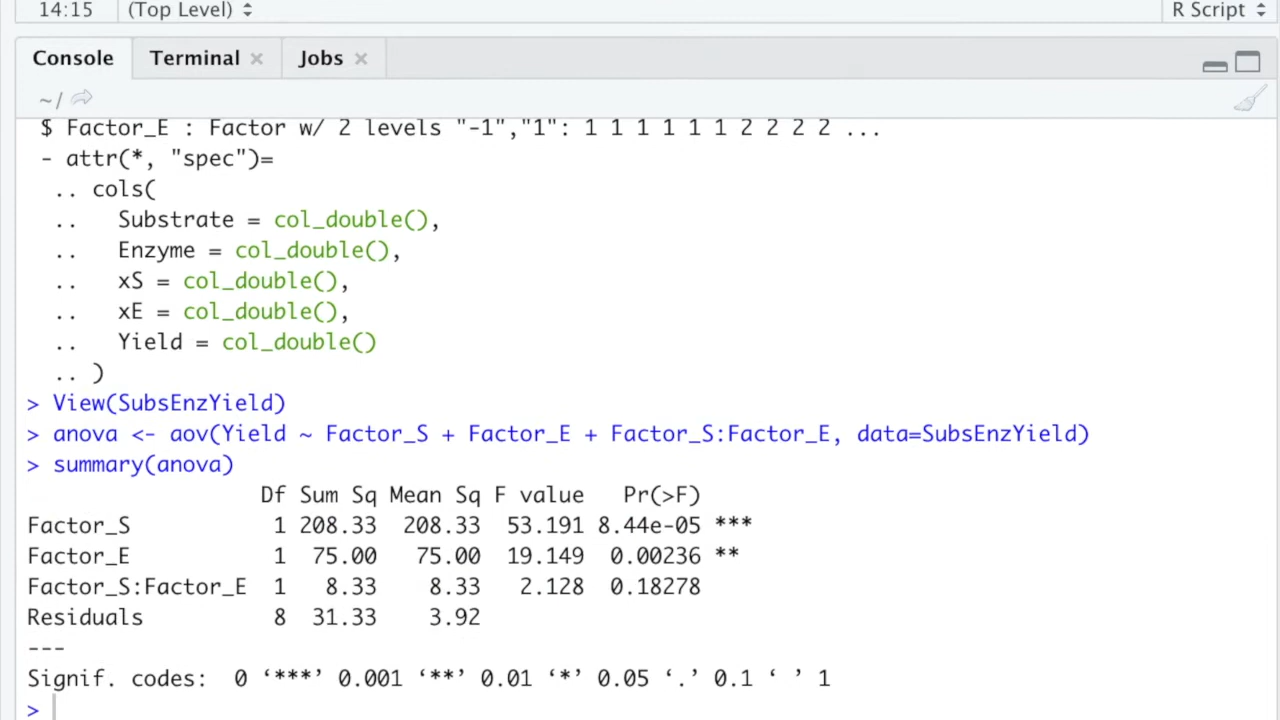 14:15 (Top Level) R Script
Console Terminal Jobs
~/
$ Factor_E : Factor w/ 2 levels "-1","1": 1 1 1 1 1 1 2 2 2 2 ...
- attr(*, "spec")=
.. cols(
..   Substrate = col_double(),
..   Enzyme = col_double(),
..   xS = col_double(),
..   xE = col_double(),
..   Yield = col_double()
.. )
> View(SubsEnzYield)
> anova <- aov(Yield ~ Factor_S + Factor_E + Factor_S:Factor_E, data=SubsEnzYield)
> summary(anova)
Df Sum Sq Mean Sq F value Pr(>F)
Factor_S 1 208.33 208.33 53.191 8.44e-05 ***
Factor_E 1 75.00 75.00 19.149 0.00236 **
Factor_S:Factor_E 1 8.33 8.33 2.128 0.18278
Residuals 8 31.33 3.92
---
Signif. codes: 0 ‘***’ 0.001 ‘**’ 0.01 ‘*’ 0.05 ‘.’ 0.1 ‘ ’ 1
>